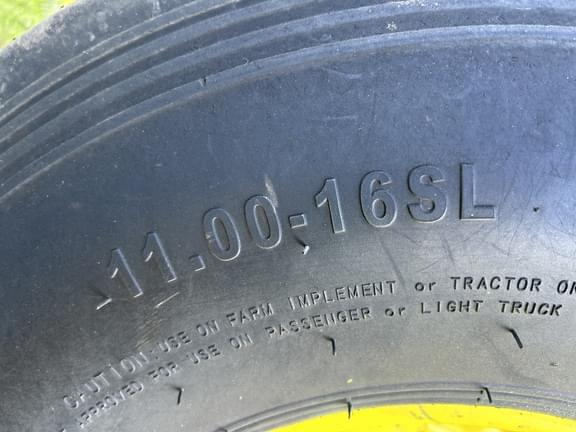 11.00-16SL
CAUTION: USE ON FARM IMPLEMENT or TRACTOR ON
APPROVED FOR USE ON PASSENGER or LIGHT TRUCK